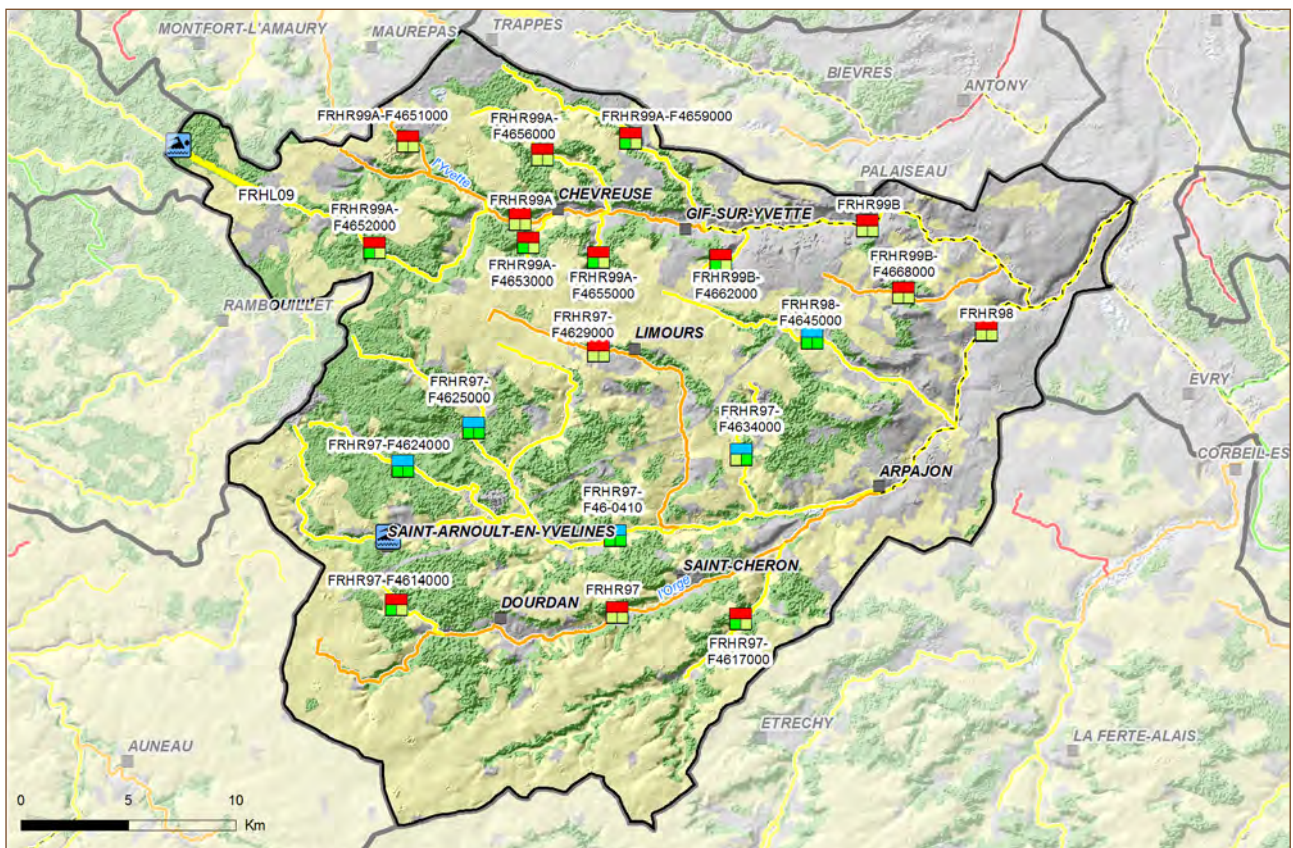 MONTFORT-L'AMAURY
MAUREPAS
TRAPPES
BIEVRES
ANTONY
FRHR99A-F4651000
FRHR99A-
F4656000
FRHR99A-F4659000
l'Yvette
PALAISEAU
FRHL09
CHEVREUSE
FRHR99A
GIF-SUR-YVETTE
FRHR99B
FRHR99A-
F4652000
FRHR99A-
F4653000
FRHR99A-
F4655000
FRHR99B-
F4662000
FRHR99B-
F4668000
RAMBOUILLET
FRHR97-
F4629000
LIMOURS
FRHR98-
F4645000
FRHR98
EVRY
FRHR97-
F4625000
FRHR97-
F4634000
FRHR97-F4624000
ARPAJON
CORBEIL-ES
FRHR97-
F46-0410
SAINT-ARNOULT-EN-YVELINES
SAINT-CHERON
FRHR97-F4614000
DOURDAN
FRHR97
l'Orge
FRHR97-
F4617000
ETRECHY
LA FERTE-ALAIS
AUNEAU
0 5 10
Km